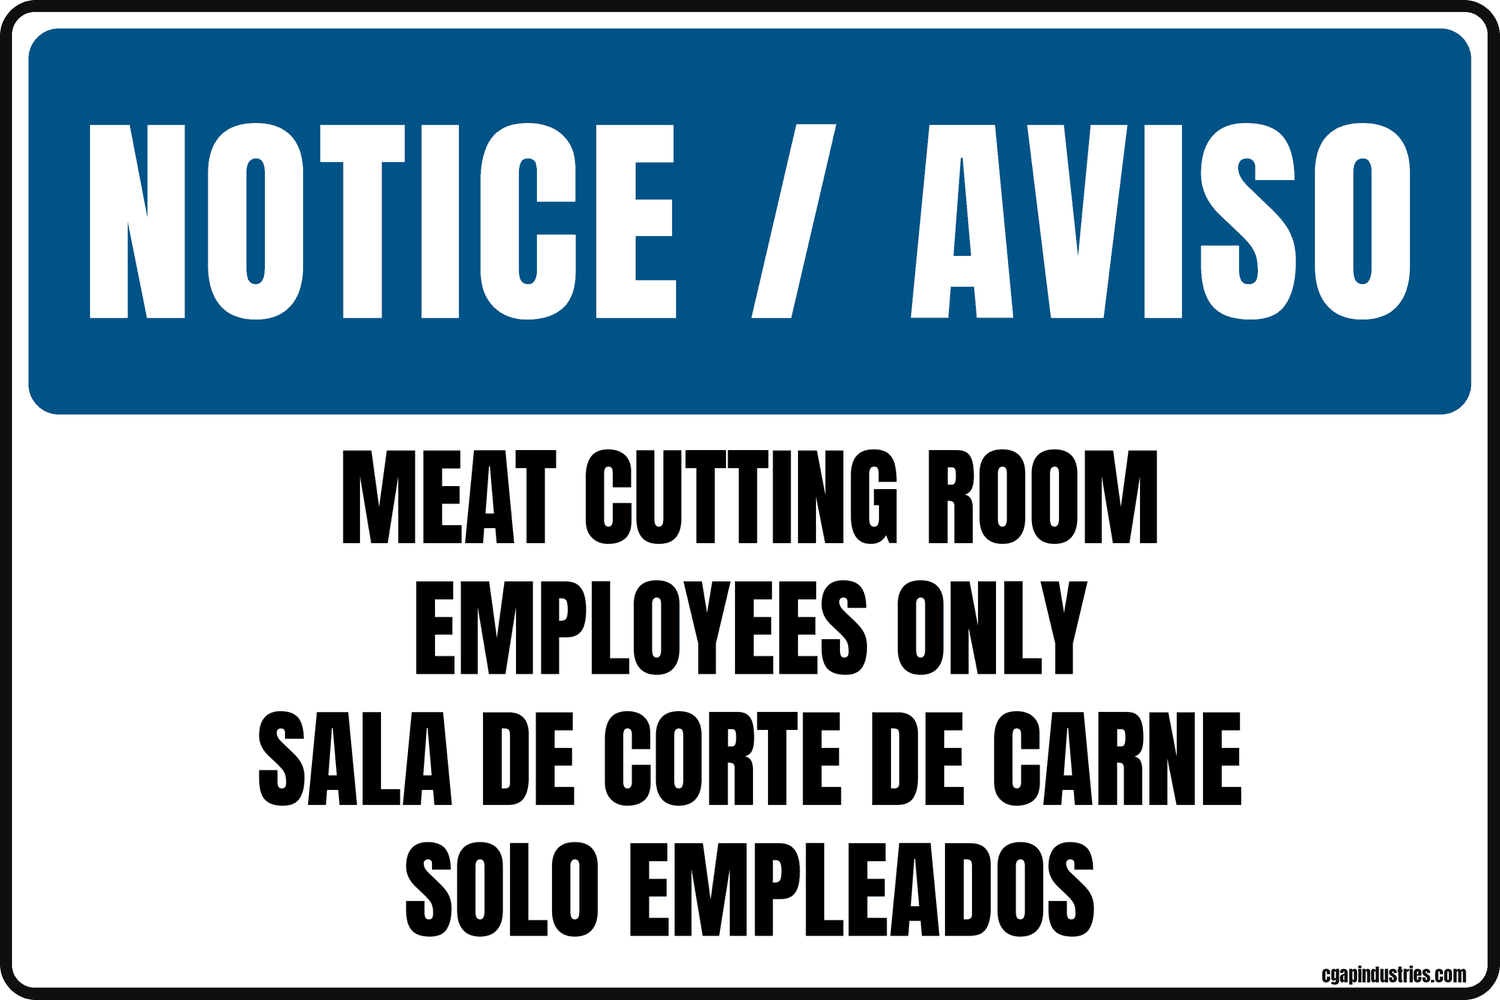 NOTICE / AVISO
MEAT CUTTING ROOM
EMPLOYEES ONLY
SALA DE CORTE DE CARNE
SOLO EMPLEADOS
cgapindustries.com